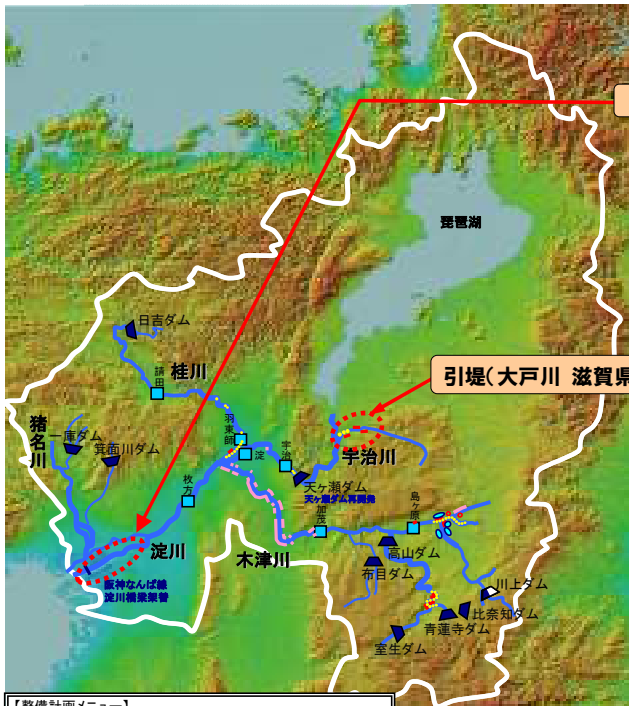 琵琶湖
日吉ダム
請田
桂川
引堤(大戸川 滋賀県
猪名川
一庫ダム
箕面川ダム
羽束師
淀
宇治
宇治川
天ヶ瀬ダム
天ヶ瀬ダム再開発
枚方
加茂
島ヶ原
淀川
木津川
高山ダム
布目ダム
川上ダム
阪神なんば線
淀川橋梁架替
比奈知ダム
青蓮寺ダム
室生ダム
【整備計画メニュー】